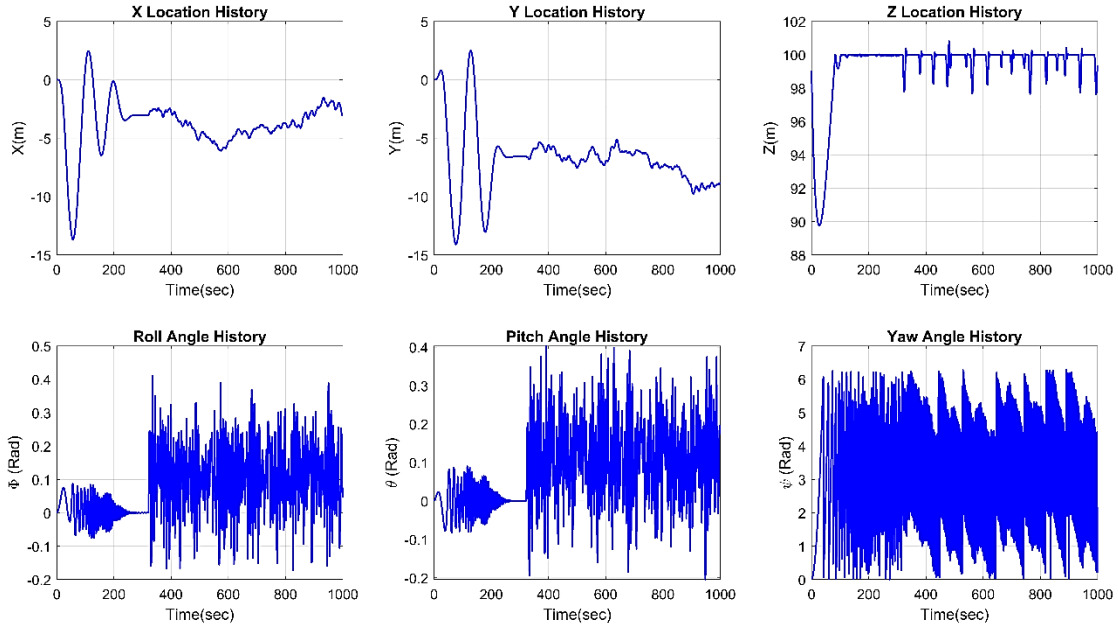 X Location History
Y Location History
Z Location History
X(m)
5
0
-5
-10
-15
0 200 400 600 800 1000
Time(sec)
Y(m)
5
0
-5
-10
-15
0 200 400 600 800 1000
Time(sec)
Z(m)
102
100
98
96
94
92
90
88
0 200 400 600 800 1000
Time(sec)
Roll Angle History
Pitch Angle History
Yaw Angle History
Φ (Rad)
0.5
0.4
0.3
0.2
0.1
0
-0.1
-0.2
0 200 400 600 800 1000
Time(sec)
θ (Rad)
0.4
0.3
0.2
0.1
0
-0.1
-0.2
0 200 400 600 800 1000
Time(sec)
ψ (Rad)
7
6
5
4
3
2
1
0
0 200 400 600 800 1000
Time(sec)